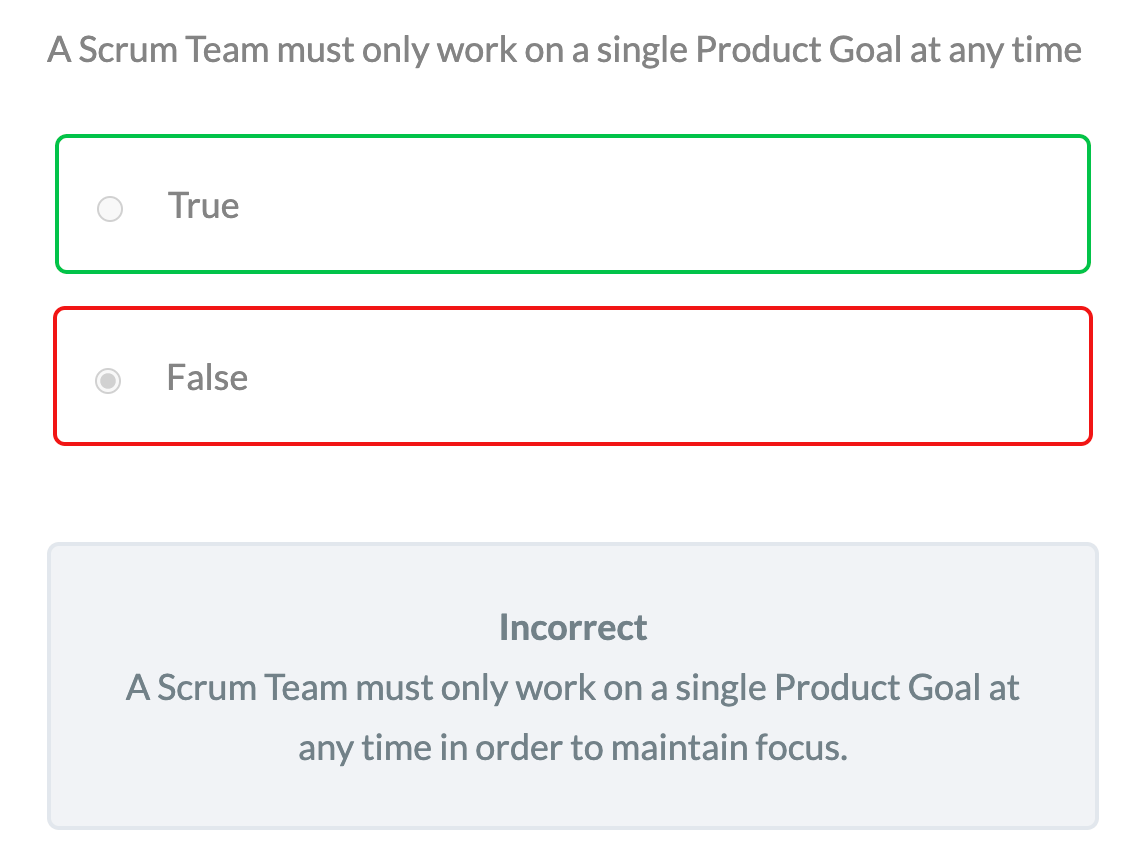 A Scrum Team must only work on a single Product Goal at any time
True
False
Incorrect
A Scrum Team must only work on a single Product Goal at
any time in order to maintain focus.